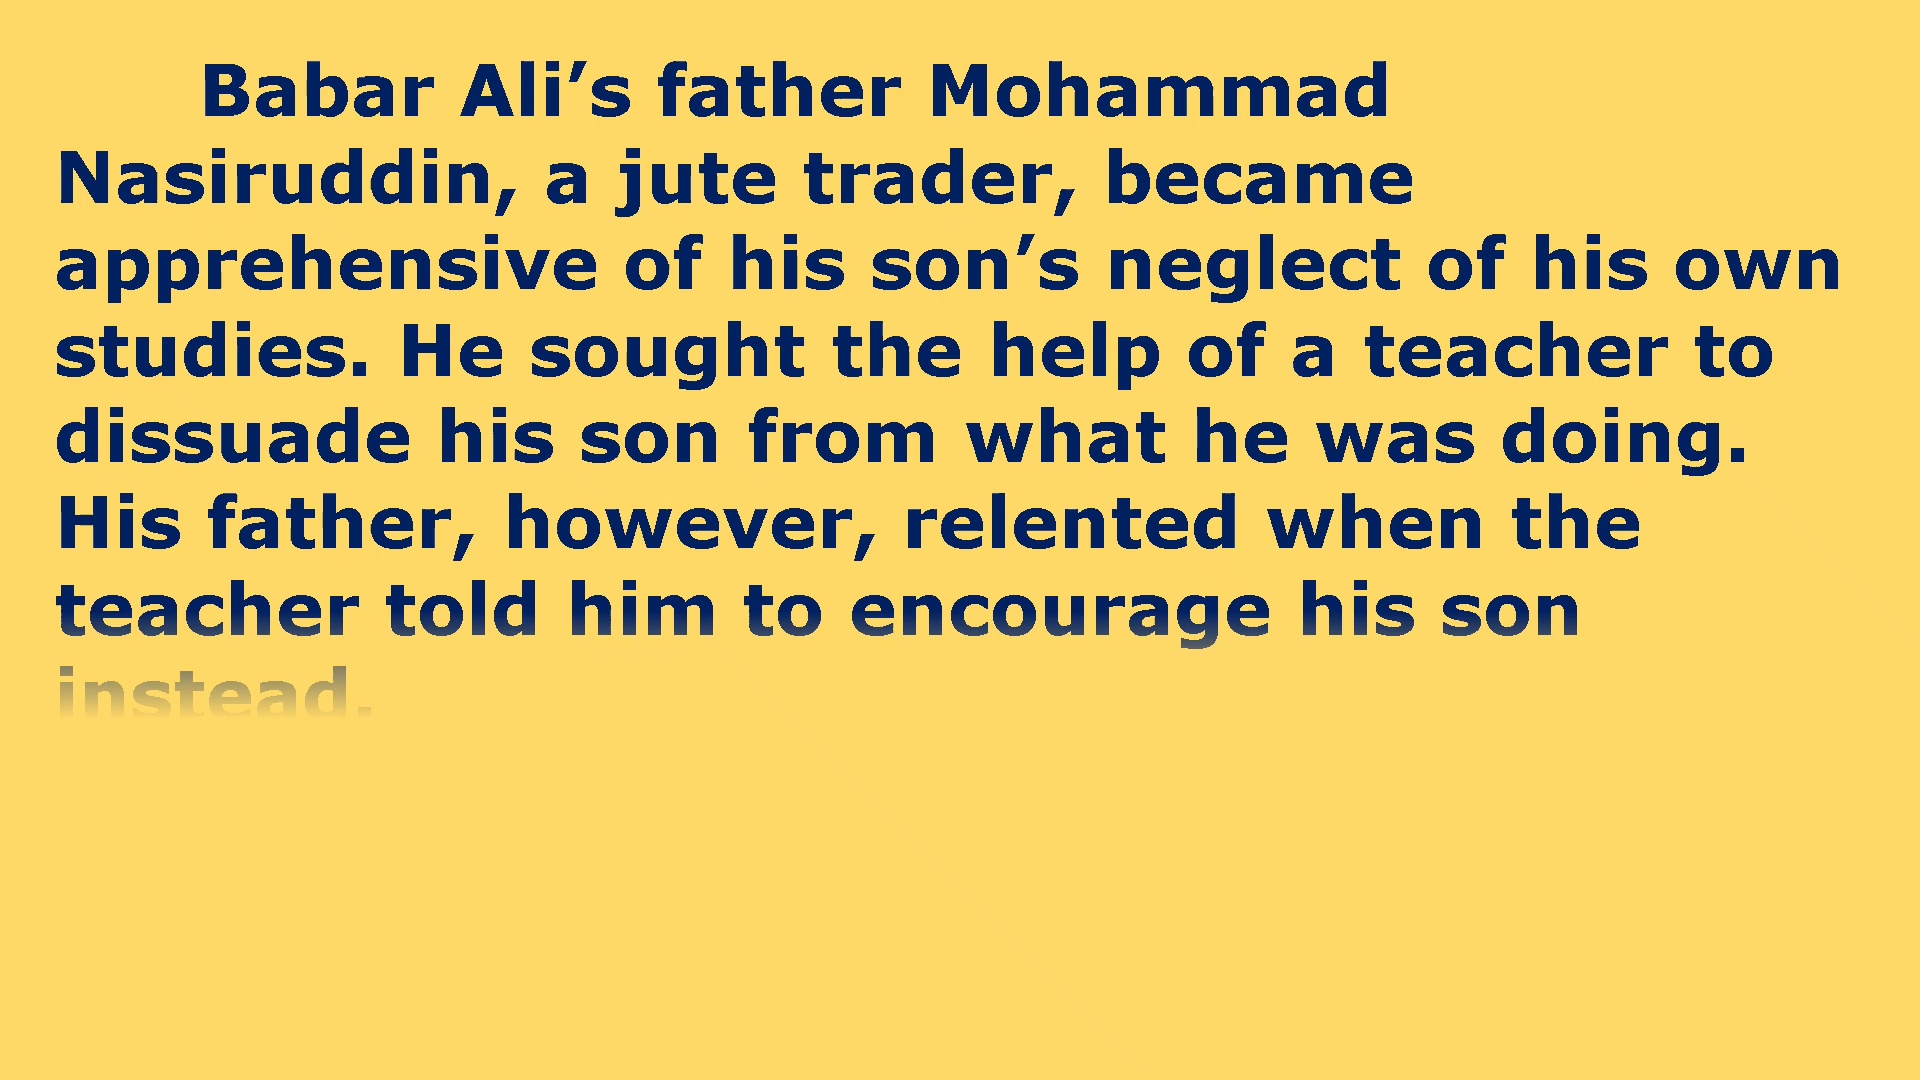 Babar Ali’s father Mohammad
Nasiruddin, a jute trader, became
apprehensive of his son’s neglect of his own
studies. He sought the help of a teacher to
dissuade his son from what he was doing.
His father, however, relented when the
teacher told him to encourage his son
instead.